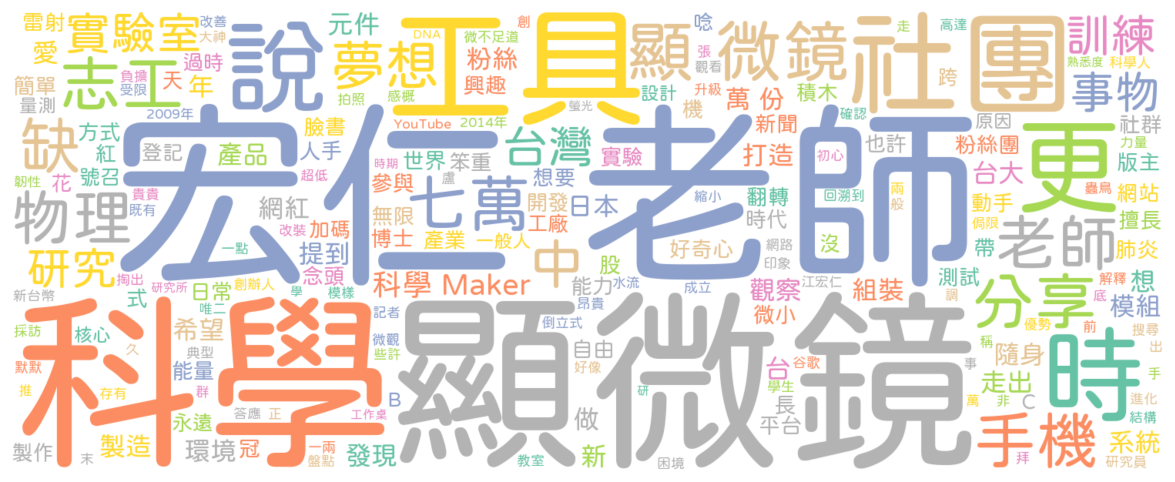 雷射
改善
大神
實驗室
愛
志工
過時
天
年
簡單
量測
負擔
受限
說
元件
夢想
DNA
微不足道
創
粉絲
興趣
拍照
感慨
工具
螢光
唸
顯微鏡機
張
觀看
設計
升級
萬份
積木
走
高達
跨
社團
訓練
熟悉度
科學人
事物
2009年
YouTube
2014年
缺
方式
紅
號召
登記
產品
臉書
人手
世界
笨重
台灣
實驗
新聞
打造
確認
也許
原因
粉絲團
社群
力量
版主
韌性
花
貴貴
既有
超低
時期
參與
盧
想要
初心
台大
更
蟲鳥
網站
宏仁老師
七萬
物理
網紅
改裝
加碼
無限
開發
日本
縮小
翻轉
時代
回溯到
沒
兩般
動手
侷限
老師
擅長
研究
一點
提到
博士
產業
一般人
工廠
好奇心
網路
印象
帶
肺炎
掏出
研究所
創辦人
念頭
科學 Maker
中
股
能力
水流
成立
江宏仁
觀察
組裝
測試
解釋
想
新台幣
式
日常
唯二
學
模樣
昂貴
微小
調
分享
底
模組
採訪
核心
希望
記者
微觀
些許
倒立式
優勢
前
搜尋
科學
顯微鏡
久
典型
自由
好像
台
谷歌
稱
隨身
出
時
默默
能量
推
存有
群
B
研
學生
長
事
走出
手
萬
非
C
進化
結構
永遠
答應
正
工作桌
做
平台
手機
系統
製作
末
製造
環境
冠
一兩
盤點
發現
教室
新
困境
拜
研究員